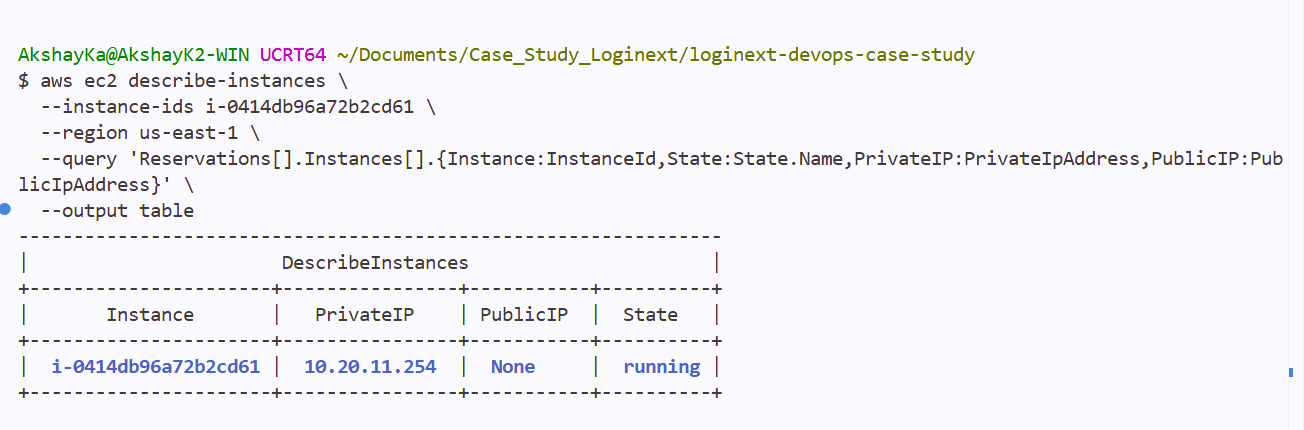 AkshayKa@AkshayK2-WIN UCRT64 ~/Documents/Case_Study_Loginext/loginext-devops-case-study
$ aws ec2 describe-instances \
  --instance-ids i-0414db96a72b2cd61 \
  --region us-east-1 \
  --query 'Reservations[].Instances[].{Instance:InstanceId,State:State.Name,PrivateIP:PrivateIpAddress,PublicIP:Pub
licIpAddress}' \
  --output table
----------------------------------------------------------------
|                       DescribeInstances                      |
+----------------------+----------------+-----------+----------+
|       Instance       |   PrivateIP    | PublicIP  |  State   |
+----------------------+----------------+-----------+----------+
|  i-0414db96a72b2cd61 |  10.20.11.254  |  None     |  running |
+----------------------+----------------+-----------+----------+